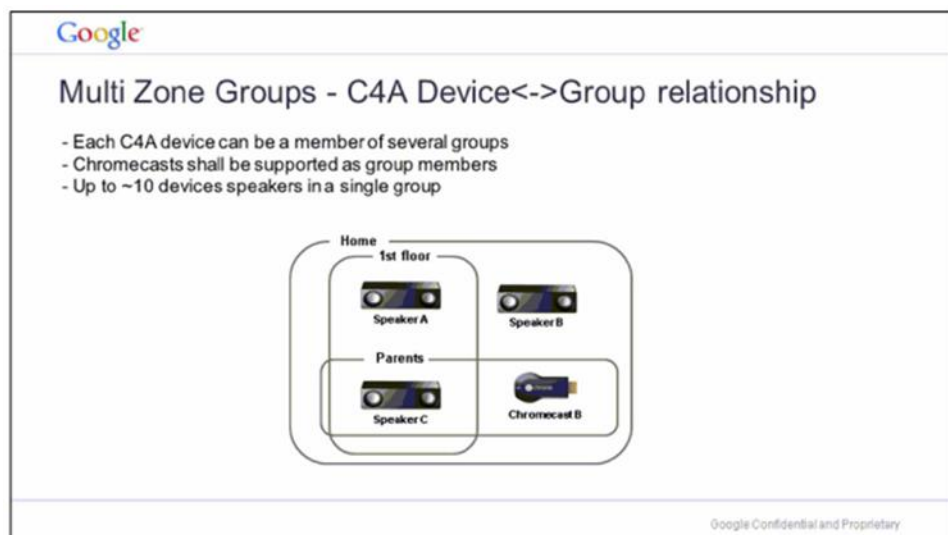 Google
Multi Zone Groups - C4A Device<->Group relationship
- Each C4A device can be a member of several groups
- Chromecasts shall be supported as group members
- Up to ~10 devices speakers in a single group
Home
1st floor
Speaker A
Speaker B
Parents
Speaker C
Chromecast B
Google Confidential and Proprietary